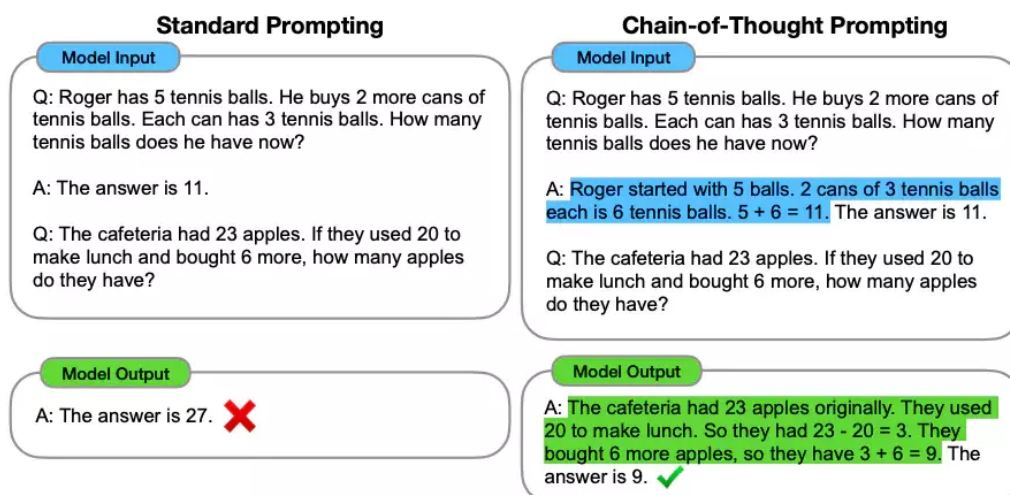 Standard Prompting
Model Input
Q: Roger has 5 tennis balls. He buys 2 more cans of
tennis balls. Each can has 3 tennis balls. How many
tennis balls does he have now?
A: The answer is 11.
Q: The cafeteria had 23 apples. If they used 20 to
make lunch and bought 6 more, how many apples
do they have?
Model Output
A: The answer is 27.
Chain-of-Thought Prompting
Model Input
Q: Roger has 5 tennis balls. He buys 2 more cans of
tennis balls. Each can has 3 tennis balls. How many
tennis balls does he have now?
A: Roger started with 5 balls. 2 cans of 3 tennis balls
each is 6 tennis balls. 5 + 6 = 11. The answer is 11.
Q: The cafeteria had 23 apples. If they used 20 to
make lunch and bought 6 more, how many apples
do they have?
Model Output
A: The cafeteria had 23 apples originally. They used
20 to make lunch. So they had 23 - 20 = 3. They
bought 6 more apples, so they have 3 + 6 = 9. The
answer is 9.